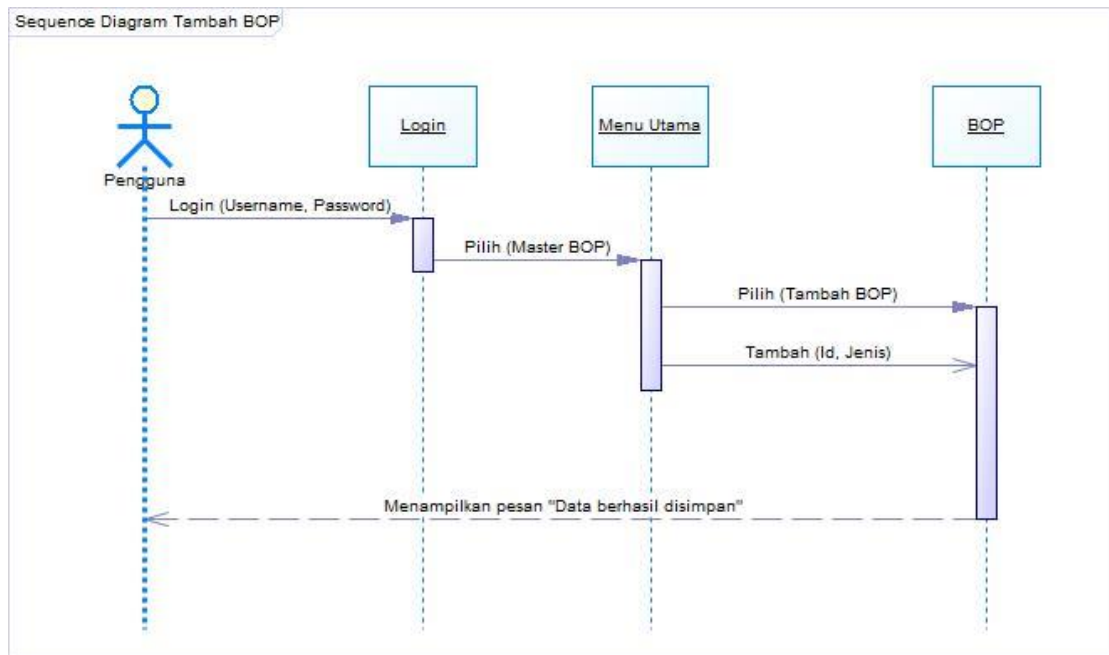 Sequence Diagram Tambah BOP
Login
Menu Utama
BOP
Pengguna
Login (Username, Password)
Pilih (Master BOP)
Pilih (Tambah BOP)
Tambah (Id, Jenis)
Menampilkan pesan "Data berhasil disimpan"